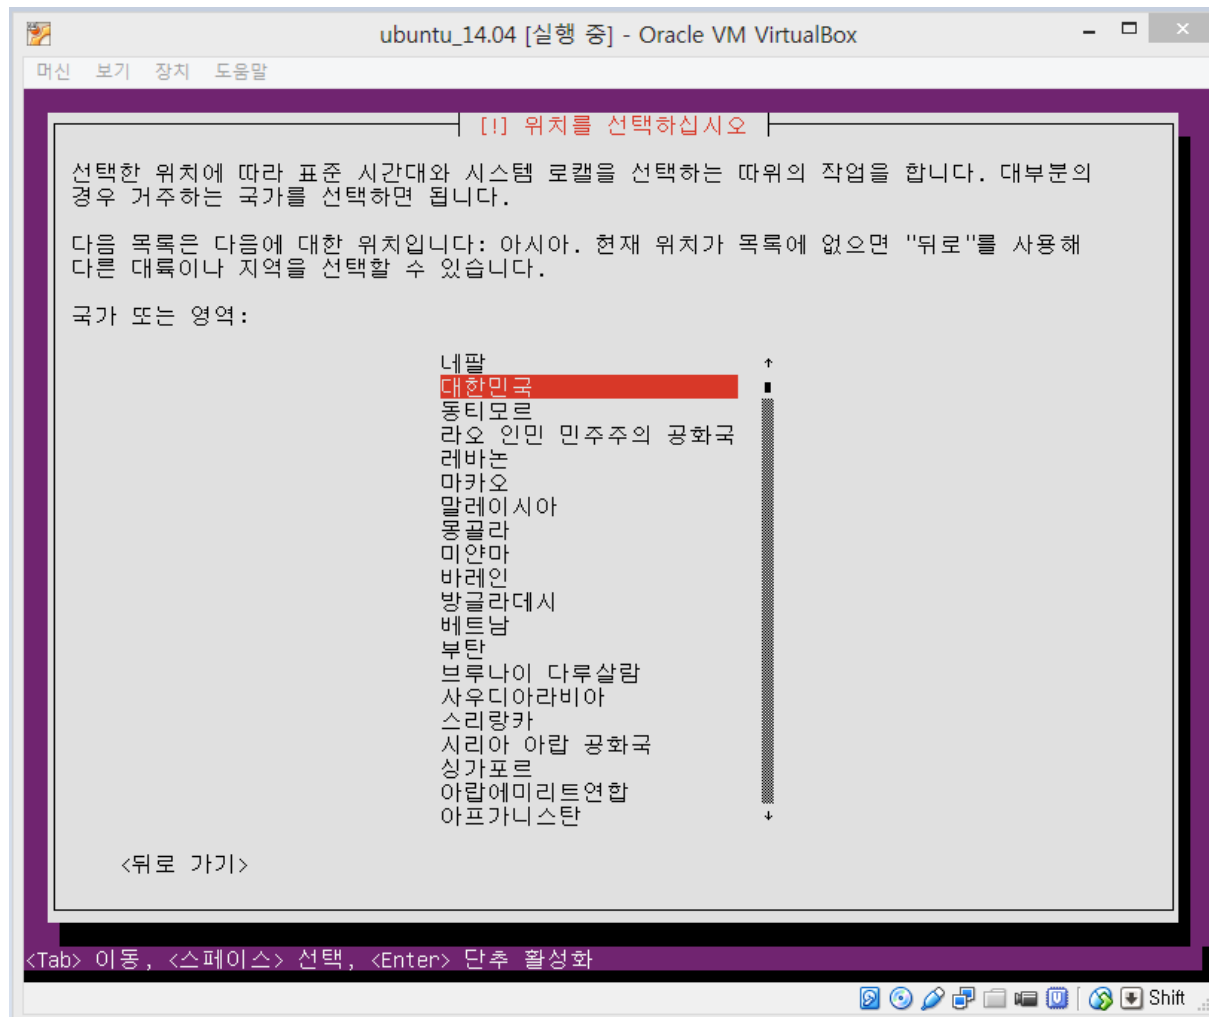 ubuntu_14.04 [실행 중] - Oracle VM VirtualBox
머신 보기 장치 도움말
[!] 위치를 선택하십시오
선택한 위치에 따라 표준 시간대와 시스템 로캘을 선택하는 따위의 작업을 합니다. 대부분의
경우 거주하는 국가를 선택하면 됩니다.
다음 목록은 다음에 대한 위치입니다: 아시아. 현재 위치가 목록에 없으면 "뒤로"를 사용해
다른 대륙이나 지역을 선택할 수 있습니다.
국가 또는 영역:
네팔
대한민국
동티모르
라오 인민 민주주의 공화국
레바논
마카오
말레이시아
몽골라
미얀마
바레인
방글라데시
베트남
부탄
브루나이 다루살람
사우디아라비아
스리랑카
시리아 아랍 공화국
싱가포르
아랍에미리트연합
아프가니스탄
<뒤로 가기>
<Tab> 이동, <스페이스> 선택, <Enter> 단추 활성화
Shift